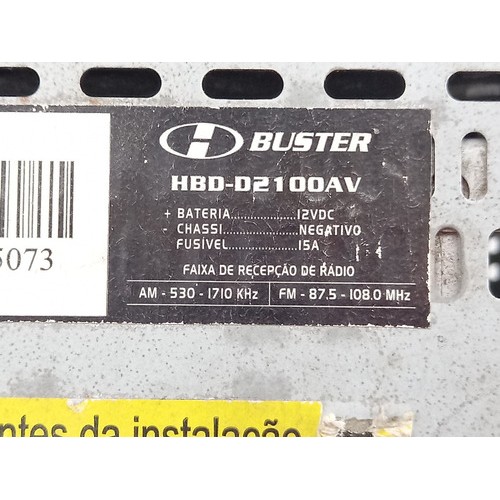 H BUSTER
HBD-D2100AV
+ BATERIA.................12VDC
- CHASSI..................NEGATIVO
FUSÍVEL...................15A
FAIXA DE RECEPÇÃO DE RÁDIO
AM - 530 - 1710 KHz | FM - 87.5 - 108.0 MHz
5073
ntes da instalação